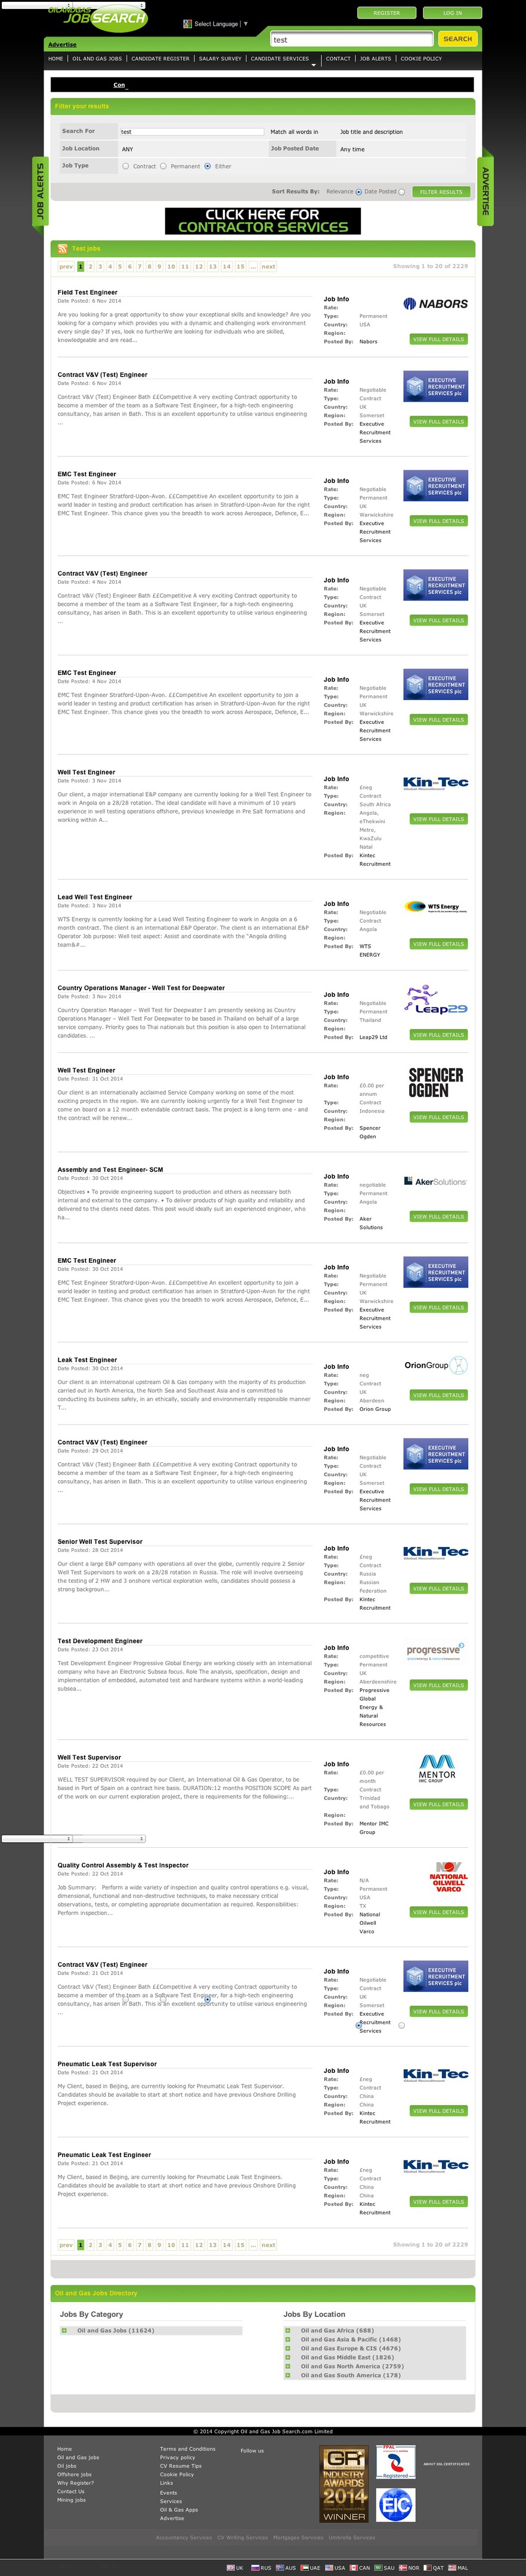 OILANDGAS
JOBSEARCH
Select Language ▼
REGISTER
LOG IN
Advertise
test
SEARCH
HOME OIL AND GAS JOBS CANDIDATE REGISTER SALARY SURVEY CANDIDATE SERVICES CONTACT JOB ALERTS COOKIE POLICY
Con
Filter your results
Search For test Match all words in Job title and description
Job Location ANY Job Posted Date Any time
Job Type Contract Permanent Either
Sort Results By: Relevance Date Posted FILTER RESULTS
JOB ALERTS
ADVERTISE
CLICK HERE FOR
CONTRACTOR SERVICES
Test jobs
prev 1 2 3 4 5 6 7 8 9 10 11 12 13 14 15 ... next Showing 1 to 20 of 2229
Field Test Engineer
Date Posted: 6 Nov 2014
Are you looking for a great opportunity to show your exceptional skills and knowledge? Are you
looking for a company which provides you with a dynamic and challenging work environment
every single day? If yes, look no furtherWe are looking for individuals who are skilled,
knowledgeable and are read...
Job Info
Rate:
Type: Permanent
Country: USA
Region:
Posted By: Nabors
NABORS
VIEW FULL DETAILS
Contract V&V (Test) Engineer
Date Posted: 6 Nov 2014
Contract V&V (Test) Engineer Bath ££Competitive A very exciting Contract opportunity to
become a member of the team as a Software Test Engineer, for a high-tech engineering
consultancy, has arisen in Bath. This is an excellent opportunity to utilise various engineering
...
Job Info
Rate: Negotiable
Type: Contract
Country: UK
Region: Somerset
Posted By: Executive
Recruitment
Services
EXECUTIVE
RECRUITMENT
SERVICES plc
VIEW FULL DETAILS
EMC Test Engineer
Date Posted: 6 Nov 2014
EMC Test Engineer Stratford-Upon-Avon. ££Competitive An excellent opportunity to join a
world leader in testing and product certification has arisen in Stratford-Upon-Avon for the right
EMC Test Engineer. This chance gives you the breadth to work across Aerospace, Defence, E...
Job Info
Rate: Negotiable
Type: Permanent
Country: UK
Region: Warwickshire
Posted By: Executive
Recruitment
Services
EXECUTIVE
RECRUITMENT
SERVICES plc
VIEW FULL DETAILS
Contract V&V (Test) Engineer
Date Posted: 4 Nov 2014
Contract V&V (Test) Engineer Bath ££Competitive A very exciting Contract opportunity to
become a member of the team as a Software Test Engineer, for a high-tech engineering
consultancy, has arisen in Bath. This is an excellent opportunity to utilise various engineering
...
Job Info
Rate: Negotiable
Type: Contract
Country: UK
Region: Somerset
Posted By: Executive
Recruitment
Services
EXECUTIVE
RECRUITMENT
SERVICES plc
VIEW FULL DETAILS
EMC Test Engineer
Date Posted: 4 Nov 2014
EMC Test Engineer Stratford-Upon-Avon. ££Competitive An excellent opportunity to join a
world leader in testing and product certification has arisen in Stratford-Upon-Avon for the right
EMC Test Engineer. This chance gives you the breadth to work across Aerospace, Defence, E...
Job Info
Rate: Negotiable
Type: Permanent
Country: UK
Region: Warwickshire
Posted By: Executive
Recruitment
Services
EXECUTIVE
RECRUITMENT
SERVICES plc
VIEW FULL DETAILS
Well Test Engineer
Date Posted: 3 Nov 2014
Our client, a major international E&P company are currently looking for a Well Test Engineer to
work in Angola on a 28/28 rotation. The ideal candidate will have a minimum of 10 years
experience in well testing operations offshore, previous knowledge in Pre Salt formations and
working within A...
Job Info
Rate: £neg
Type: Contract
Country: South Africa
Region: Angola,
eThekwini
Metro,
KwaZulu
Natal
Posted By: Kintec
Recruitment
Kin-Tec
VIEW FULL DETAILS
Lead Well Test Engineer
Date Posted: 3 Nov 2014
WTS Energy is currently looking for a Lead Well Testing Engineer to work in Angola on a 6
month contract. The client is an international E&P Operator. The client is an international E&P
Operator Job purpose: Well test aspect: Assist and coordinate with the "Angola drilling
team&#...
Job Info
Rate: Negotiable
Type: Contract
Country: Angola
Region:
Posted By: WTS
ENERGY
WTS Energy
VIEW FULL DETAILS
Country Operations Manager - Well Test for Deepwater
Date Posted: 3 Nov 2014
Country Operation Manager – Well Test for Deepwater I am presently seeking as Country
Operations Manager – Well Test For Deepwater to be head of all well test for a large
service company. Priority goes to Thai nationals but this position is also open to International
candidates. ...
Job Info
Rate: Negotiable
Type: Permanent
Country: Thailand
Region:
Posted By: Leap29 Ltd
Leap29
VIEW FULL DETAILS
Well Test Engineer
Date Posted: 31 Oct 2014
Our client is an internationally acclaimed Service Company working on some of the most
exciting projects in the region. We are currently looking urgently for a Well Test Engineer to
come on board on a 12 month extendable contract basis. The project is a long term one - and
the contract will be renew...
Job Info
Rate: £0.00 per
annum
Type: Contract
Country: Indonesia
Region:
Posted By: Spencer
Ogden
SPENCER
OGDEN
VIEW FULL DETAILS
Assembly and Test Engineer- SCM
Date Posted: 30 Oct 2014
Objectives • To provide engineering support to production and others as necessary both
internal and external to the company. • To deliver products of high quality and reliability and
delivered to the clients needed dates. This post would ideally suit an experienced engineer, who
ha...
Job Info
Rate: negotiable
Type: Permanent
Country: Angola
Region:
Posted By: Aker
Solutions
AkerSolutions
VIEW FULL DETAILS
EMC Test Engineer
Date Posted: 30 Oct 2014
EMC Test Engineer Stratford-Upon-Avon. ££Competitive An excellent opportunity to join a
world leader in testing and product certification has arisen in Stratford-Upon-Avon for the right
EMC Test Engineer. This chance gives you the breadth to work across Aerospace, Defence, E...
Job Info
Rate: Negotiable
Type: Permanent
Country: UK
Region: Warwickshire
Posted By: Executive
Recruitment
Services
EXECUTIVE
RECRUITMENT
SERVICES plc
VIEW FULL DETAILS
Leak Test Engineer
Date Posted: 30 Oct 2014
Our client is an international upstream Oil & Gas company with the majority of its production
carried out in North America, the North Sea and Southeast Asia and is committed to
conducting its business safely, in an ethically, socially and environmentally responsible manner
T...
Job Info
Rate: neg
Type: Contract
Country: UK
Region: Aberdeen
Posted By: Orion Group
OrionGroup
VIEW FULL DETAILS
Contract V&V (Test) Engineer
Date Posted: 29 Oct 2014
Contract V&V (Test) Engineer Bath ££Competitive A very exciting Contract opportunity to
become a member of the team as a Software Test Engineer, for a high-tech engineering
consultancy, has arisen in Bath. This is an excellent opportunity to utilise various engineering
...
Job Info
Rate: Negotiable
Type: Contract
Country: UK
Region: Somerset
Posted By: Executive
Recruitment
Services
EXECUTIVE
RECRUITMENT
SERVICES plc
VIEW FULL DETAILS
Senior Well Test Supervisor
Date Posted: 28 Oct 2014
Our client a large E&P company with operations all over the globe, currently require 2 Senior
Well Test Supervisors to work on a 28/28 rotation in Russia. The role will involve overseeing
the testing of 2 HW and 3 onshore vertical exploration wells, candidates should possess a
strong backgroun...
Job Info
Rate: £neg
Type: Contract
Country: Russia
Region: Russian
Federation
Posted By: Kintec
Recruitment
Kin-Tec
VIEW FULL DETAILS
Test Development Engineer
Date Posted: 23 Oct 2014
Test Development Engineer Progressive Global Energy are working closely with an international
company who have an Electronic Subsea focus. Role The analysis, specification, design and
implementation of embedded, automated test and hardware systems within a world-leading
subsea...
Job Info
Rate: competitive
Type: Permanent
Country: UK
Region: Aberdeenshire
Posted By: Progressive
Global
Energy &
Natural
Resources
progressive
VIEW FULL DETAILS
Well Test Supervisor
Date Posted: 22 Oct 2014
WELL TEST SUPERVISOR required by our Client, an International Oil & Gas Operator; to be
based in Port of Spain on a contract hire basis. DURATION:12 months POSITION SCOPE As part
of the work on our current exploration program, there is requirements for the following:...
Job Info
Rate: £0.00 per
month
Type: Contract
Country: Trinidad
and Tobago
Region:
Posted By: Mentor IMC
Group
MENTOR
IMC GROUP
VIEW FULL DETAILS
Quality Control Assembly & Test Inspector
Date Posted: 22 Oct 2014
Job Summary: Perform a wide variety of inspection and quality control operations e.g. visual,
dimensional, functional and non-destructive techniques, to make necessary critical
observations, tests, or completing appropriate documentation as required. Responsibilities:
Perform inspection...
Job Info
Rate: N/A
Type: Permanent
Country: USA
Region: TX
Posted By: National
Oilwell
Varco
NOV
NATIONAL
OILWELL
VARCO
VIEW FULL DETAILS
Contract V&V (Test) Engineer
Date Posted: 21 Oct 2014
Contract V&V (Test) Engineer Bath ££Competitive A very exciting Contract opportunity to
become a member of the team as a Software Test Engineer, for a high-tech engineering
consultancy, has arisen in Bath. This is an excellent opportunity to utilise various engineering
...
Job Info
Rate: Negotiable
Type: Contract
Country: UK
Region: Somerset
Posted By: Executive
Recruitment
Services
EXECUTIVE
RECRUITMENT
SERVICES plc
VIEW FULL DETAILS
Pneumatic Leak Test Supervisor
Date Posted: 21 Oct 2014
My Client, based in Beijing, are currently looking for Pneumatic Leak Test Supervisor.
Candidates should be available to start at short notice and have previous Onshore Drilling
Project experience.
Job Info
Rate: £neg
Type: Contract
Country: China
Region: China
Posted By: Kintec
Recruitment
Kin-Tec
VIEW FULL DETAILS
Pneumatic Leak Test Engineer
Date Posted: 21 Oct 2014
My Client, based in Beijing, are currently looking for Pneumatic Leak Test Engineers.
Candidates should be available to start at short notice and have previous Onshore Drilling
Project experience.
Job Info
Rate: £neg
Type: Contract
Country: China
Region: China
Posted By: Kintec
Recruitment
Kin-Tec
VIEW FULL DETAILS
prev 1 2 3 4 5 6 7 8 9 10 11 12 13 14 15 ... next Showing 1 to 20 of 2229
Oil and Gas Jobs Directory
Jobs By Category
Oil and Gas Jobs (11624)
Jobs By Location
Oil and Gas Africa (688)
Oil and Gas Asia & Pacific (1468)
Oil and Gas Europe & CIS (4676)
Oil and Gas Middle East (1826)
Oil and Gas North America (2759)
Oil and Gas South America (178)
© 2014 Copyright Oil and Gas Job Search.com Limited
Home
Oil and Gas jobs
Oil jobs
Offshore jobs
Why Register?
Contact Us
Mining jobs
Terms and Conditions
Privacy policy
CV Resume Tips
Cookie Policy
Links
Events
Services
Oil & Gas Apps
Advertise
Follow us
GR
INDUSTRY
AWARDS
2014
WINNER
FPAL
Registered
EIC
ABOUT SSL CERTIFICATES
Accountancy Services CV Writing Services Mortgages Services Umbrella Services
UK RUS AUS UAE USA CAN SAU NOR QAT MAL